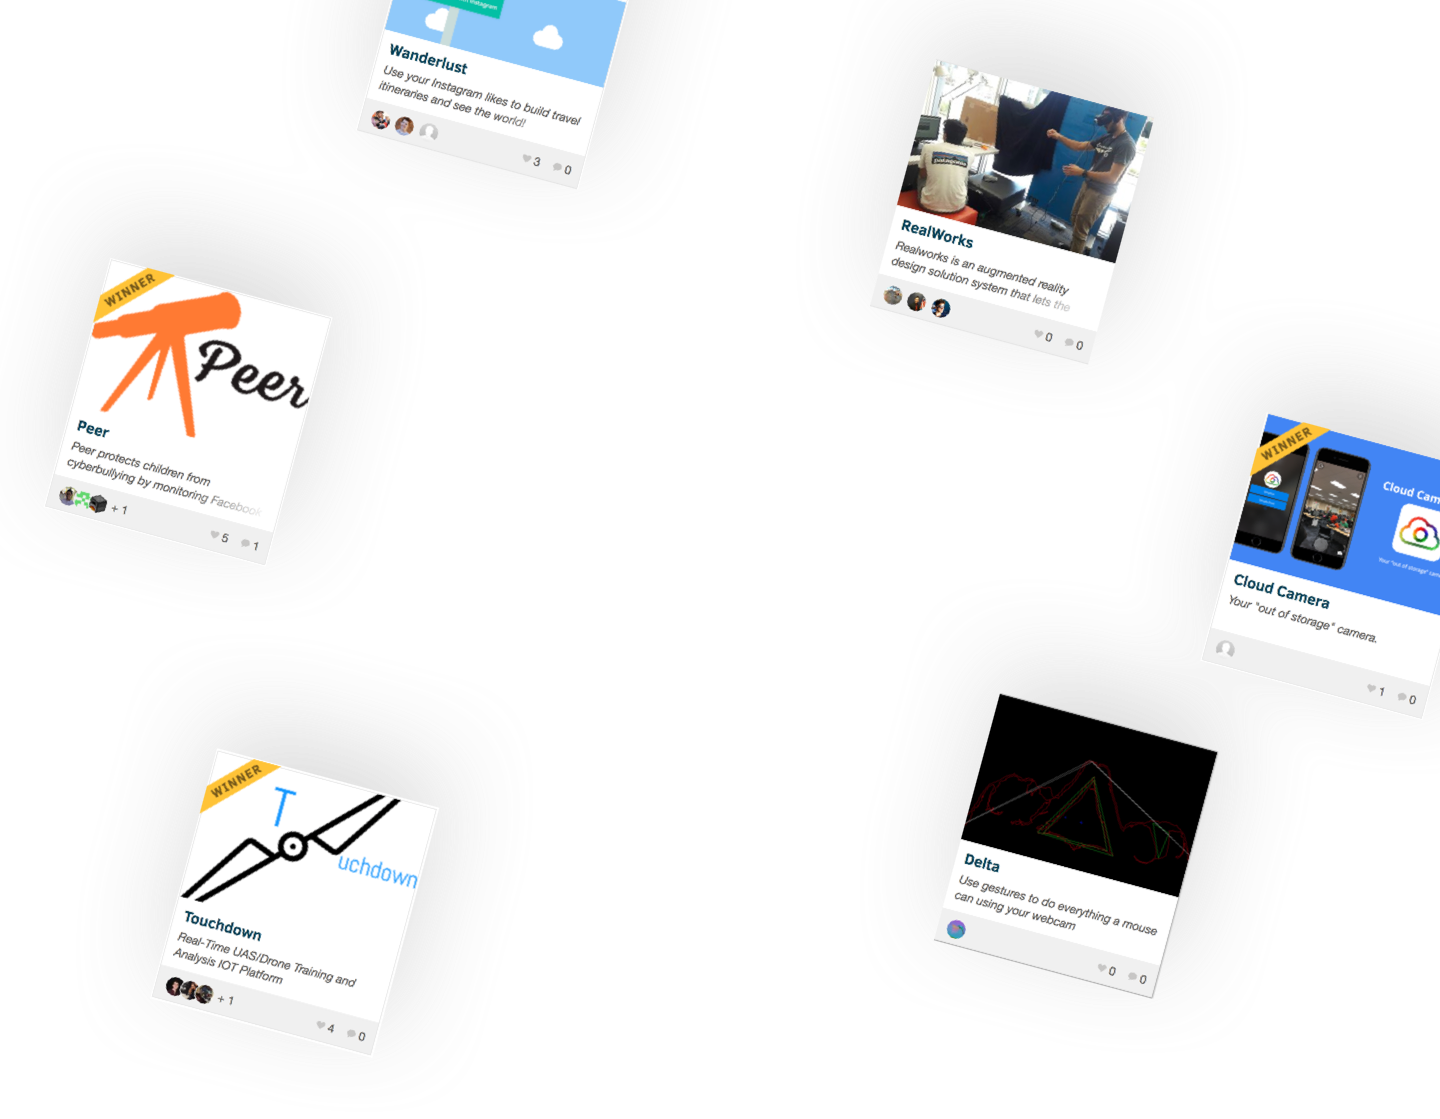 Instagram
Wanderlust
Use your Instagram likes to build travel
itineraries and see the world!
3 0
patagonia
RealWorks
Realworks is an augmented reality
design solution system that lets the
0 0
WINNER
Peer
Peer
Peer protects children from
cyberbullying by monitoring Facebook
+ 1
5 1
WINNER
Cloud Cam
Cloud Camera
Your "out of storage" camera.
1 0
WINNER
T
uchdown
Touchdown
Real-Time UAS/Drone Training and
Analysis IOT Platform
+ 1
4 0
Delta
Use gestures to do everything a mouse
can using your webcam
0 0